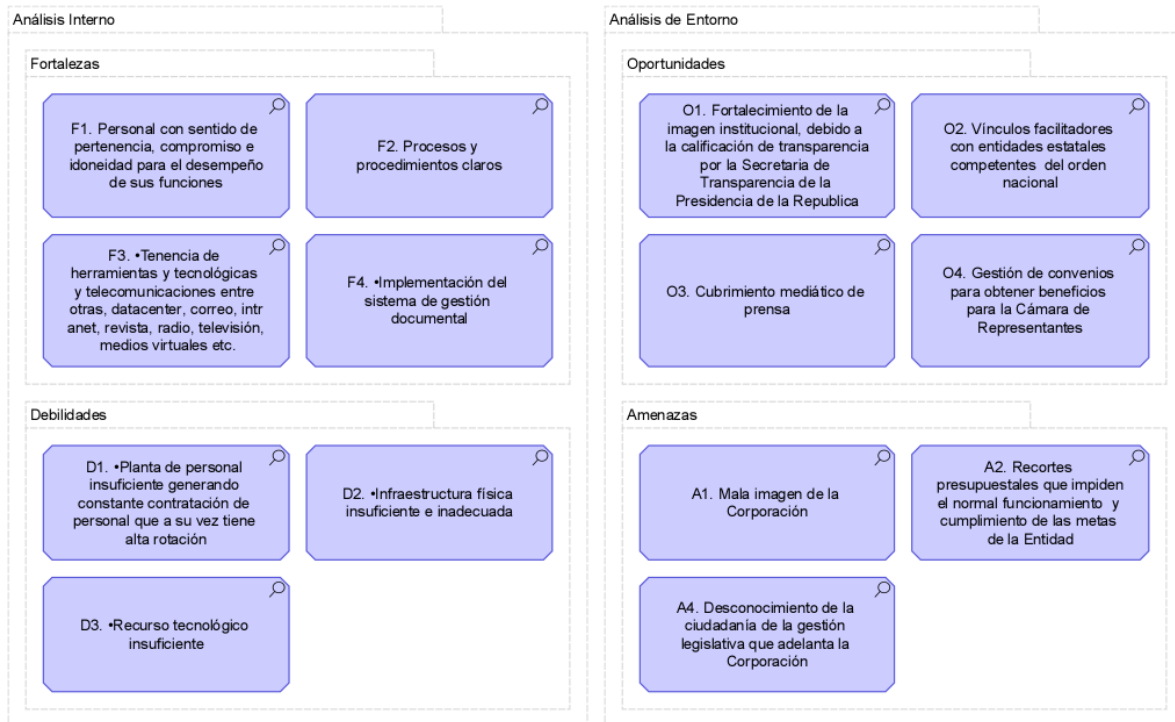 Análisis Interno
Fortalezas
F1. Personal con sentido de
pertenencia, compromiso e
idoneidad para el desempeño
de sus funciones
F2. Procesos y
procedimientos claros
F3. •Tenencia de
herramientas y tecnológicas
y telecomunicaciones entre
otras, datacenter, correo, intr
anet, revista, radio, televisión,
medios virtuales etc.
F4. •Implementación del
sistema de gestión
documental
Debilidades
D1. •Planta de personal
insuficiente generando
constante contratación de
personal que a su vez tiene
alta rotación
D2. •Infraestructura física
insuficiente e inadecuada
D3. •Recurso tecnológico
insuficiente
Análisis de Entorno
Oportunidades
O1. Fortalecimiento de la
imagen institucional, debido a
la calificación de transparencia
por la Secretaria de
Transparencia de la
Presidencia de la Republica
O2. Vínculos facilitadores
con entidades estatales
competentes del orden
nacional
O3. Cubrimiento mediático de
prensa
O4. Gestión de convenios
para obtener beneficios
para la Cámara de
Representantes
Amenazas
A1. Mala imagen de la
Corporación
A2. Recortes
presupuestales que impiden
el normal funcionamiento y
cumplimiento de las metas
de la Entidad
A4. Desconocimiento de la
ciudadanía de la gestión
legislativa que adelanta la
Corporación